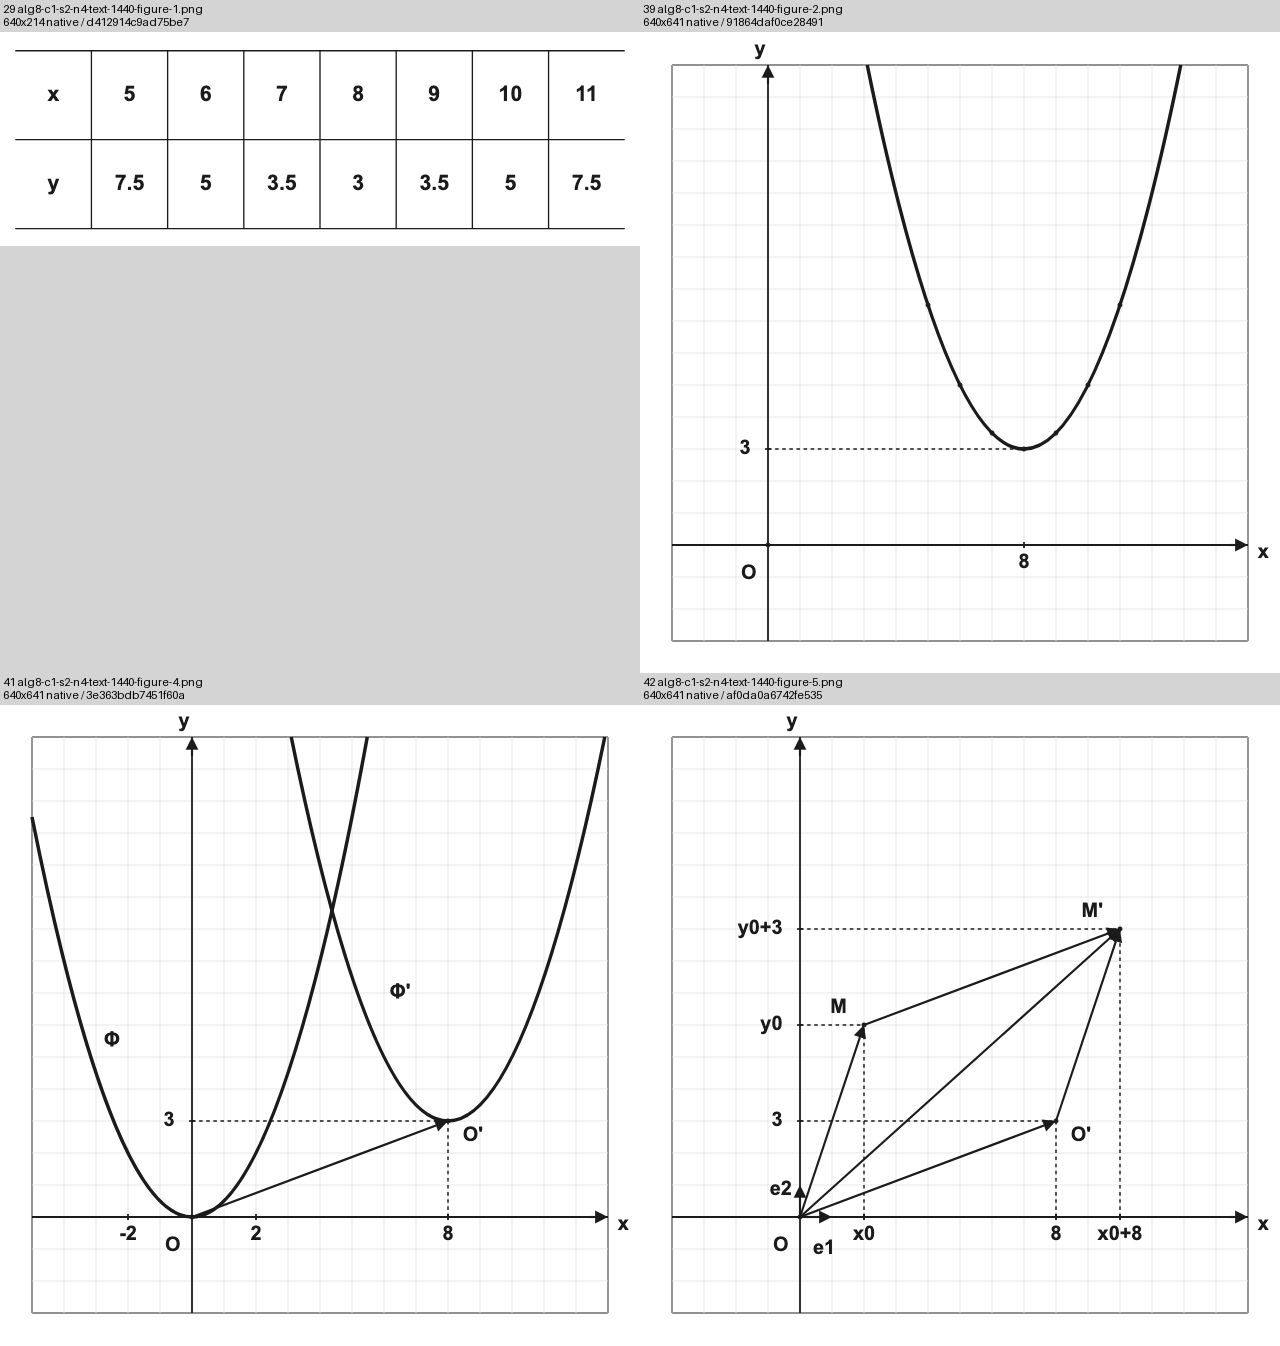 29 alg8-c1-s2-n4-text-1440-figure-1.png
640x214 native / d412914c9ad75be7
x 5 6 7 8 9 10 11
y 7.5 5 3.5 3 3.5 5 7.5
39 alg8-c1-s2-n4-text-1440-figure-2.png
640x641 native / 91864daf0ce28491
y
3
O
8
x
41 alg8-c1-s2-n4-text-1440-figure-4.png
640x641 native / 3e363bdb7451f60a
y
Φ'
Φ
3
O'
-2 2 8
x
O
42 alg8-c1-s2-n4-text-1440-figure-5.png
640x641 native / af0da0a6742fe535
y
M'
y0+3
M
y0
3
O'
e2
x0 8 x0+8
x
O
e1